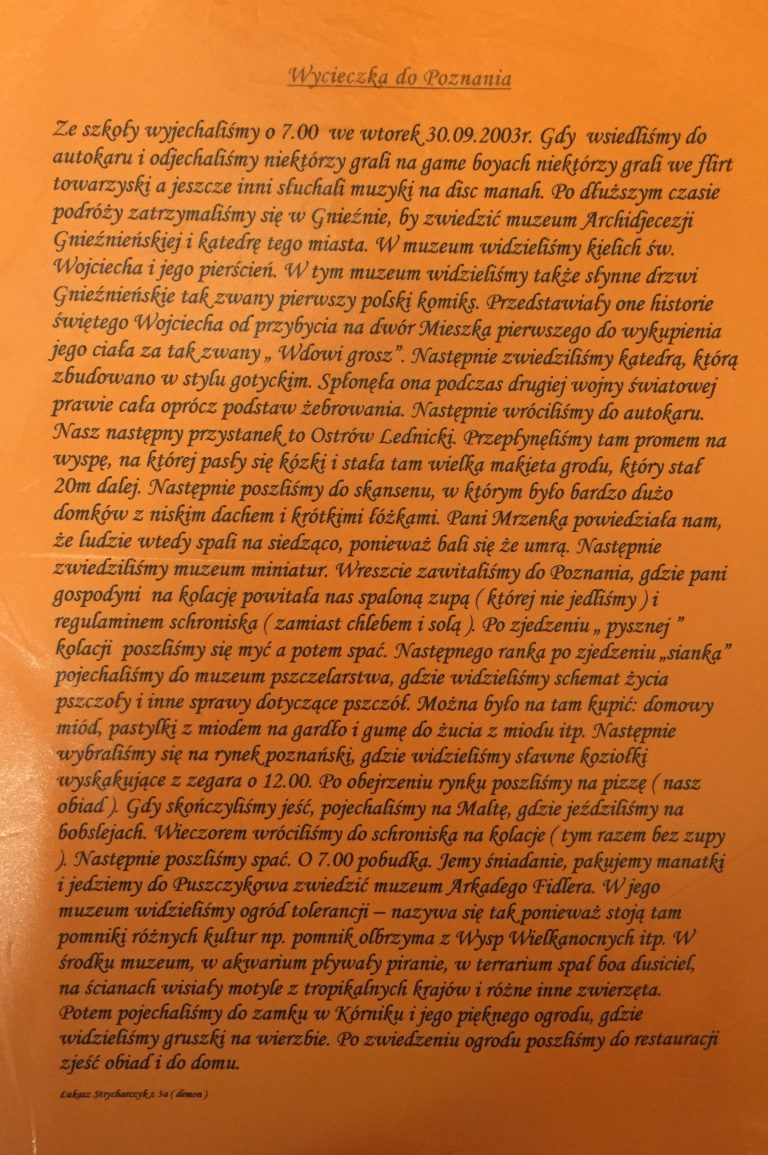 Wycieczka do Poznania
Ze szkoły wyjechaliśmy o 7.00 we wtorek 30.09.2003r. Gdy wsiedliśmy do
autokaru i odjechaliśmy niektórzy grali na game boyach niektórzy grali we flirt
towarzyski a jeszcze inni słuchali muzyki na disc manah. Po dłuższym czasie
podróży zatrzymaliśmy się w Gnieźnie, by zwiedzić muzeum Archidjecezji
Gnieźnieńskiej i katedrę tego miasta. W muzeum widzieliśmy kielich św.
Wojciecha i jego pierścień. W tym muzeum widzieliśmy także słynne drzwi
Gnieźnieńskie tak zwany pierwszy polski komiks. Przedstawiały one historie
świętego Wojciecha od przybycia na dwór Mieszka pierwszego do wykupienia
jego ciała za tak zwany „ Wdowi grosz”. Następnie zwiedziliśmy katedrą, którą
zbudowano w stylu gotyckim. Spłonęła ona podczas drugiej wojny światowej
prawie cała oprócz podstaw żebrowania. Następnie wróciliśmy do autokaru.
Nasz następny przystanek to Ostrów Lednicki. Przepłynęliśmy tam promem na
wyspę, na której pasły się kózki i stała tam wielka makieta grodu, który stał
20m dalej. Następnie poszliśmy do skansenu, w którym było bardzo dużo
domków z niskim dachem i krótkimi łóżkami. Pani Mrzenka powiedziała nam,
że ludzie wtedy spali na siedząco, ponieważ bali się że umrą. Następnie
zwiedziliśmy muzeum miniatur. Wreszcie zawitaliśmy do Poznania, gdzie pani
gospodyni na kolację powitała nas spaloną zupą ( której nie jedliśmy ) i
regulaminem schroniska ( zamiast chlebem i solą ). Po zjedzeniu „ pysznej ”
kolacji poszliśmy się myć a potem spać. Następnego ranka po zjedzeniu „sianka”
pojechaliśmy do muzeum pszczelarstwa, gdzie widzieliśmy schemat życia
pszczoły i inne sprawy dotyczące pszczół. Można było na tam kupić: domowy
miód, pastylki z miodem na gardło i gumę do żucia z miodu itp. Następnie
wybraliśmy się na rynek poznański, gdzie widzieliśmy sławne koziołki
wyskakujące z zegara o 12.00. Po obejrzeniu rynku poszliśmy na pizzę ( nasz
obiad ). Gdy skończyliśmy jeść, pojechaliśmy na Maltę, gdzie jeździliśmy na
bobslejach. Wieczorem wróciliśmy do schroniska na kolacje ( tym razem bez zupy
). Następnie poszliśmy spać. O 7.00 pobudka. Jemy śniadanie, pakujemy manatki
i jedziemy do Puszczykowa zwiedzić muzeum Arkadego Fidlera. W jego
muzeum widzieliśmy ogród tolerancji – nazywa się tak ponieważ stoją tam
pomniki różnych kultur np. pomnik olbrzyma z Wysp Wielkanocnych itp. W
środku muzeum, w akwarium pływały piranie, w terrarium spał boa dusiciel,
na ścianach wisiały motyle z tropikalnych krajów i różne inne zwierzęta.
Potem pojechaliśmy do zamku w Kórniku i jego pięknego ogrodu, gdzie
widzieliśmy gruszki na wierzbie. Po zwiedzeniu ogrodu poszliśmy do restauracji
zjeść obiad i do domu.
Łukasz Strycharczyk z 5a ( demon )